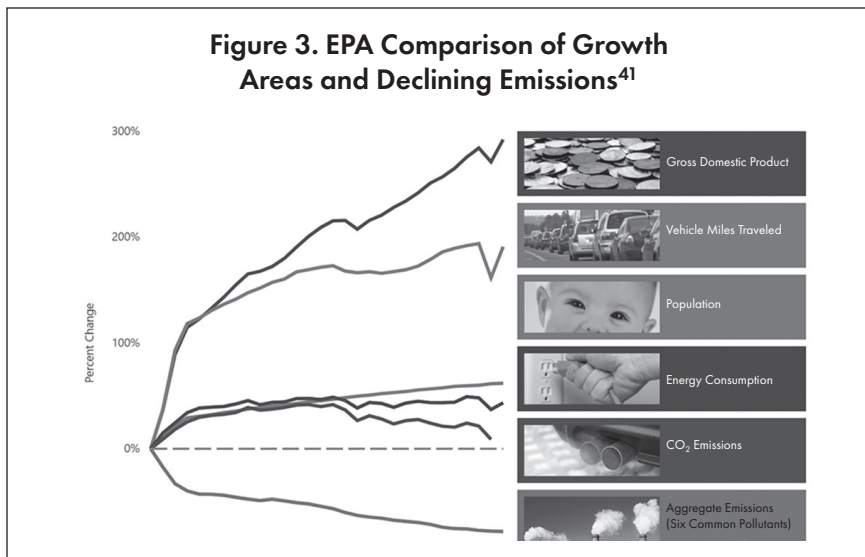 Figure 3. EPA Comparison of Growth
Areas and Declining Emissions41
300%
200%
100%
0%
Percent Change
Gross Domestic Product
Vehicle Miles Traveled
Population
Energy Consumption
CO2 Emissions
Aggregate Emissions
(Six Common Pollutants)